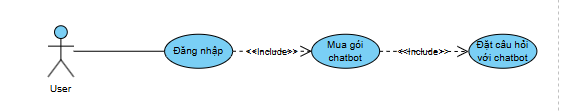 Đăng nhập
<<Include>>
Mua gói
chatbot
<<Include>>
Đặt câu hỏi
với chatbot
User